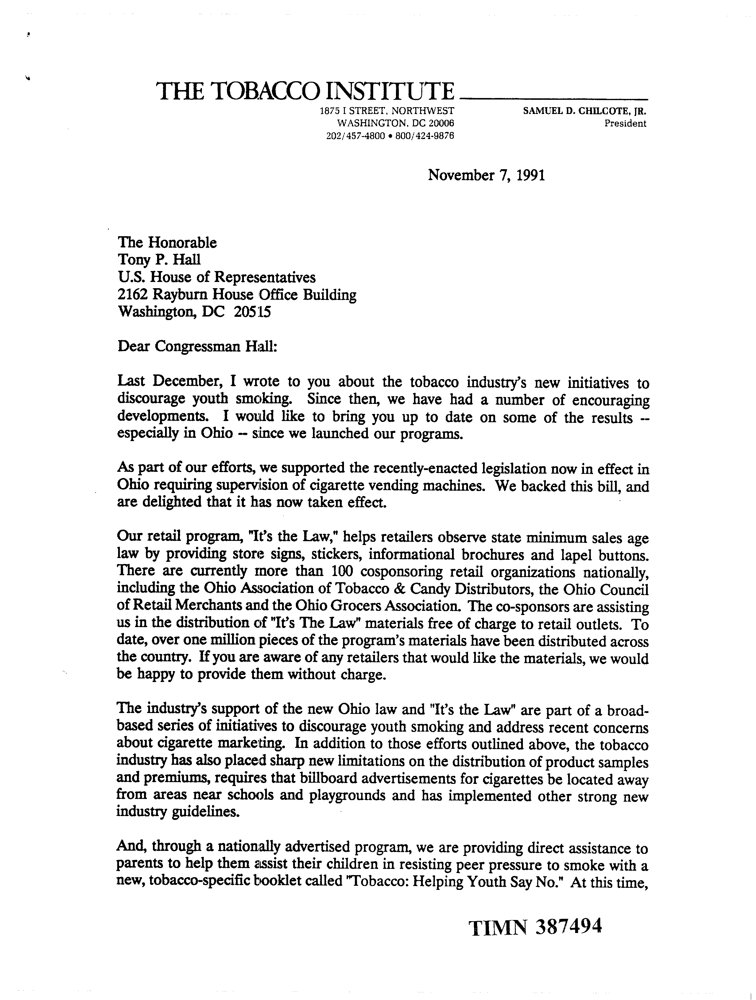 THE TOBACCO INSTITUTE
1875 I STREET, NORTHWEST
WASHINGTON, DC 20006
202/457-4800 • 800/424-9876
SAMUEL D. CHILCOTE, JR.
President
November 7, 1991
The Honorable
Tony P. Hall
U.S. House of Representatives
2162 Rayburn House Office Building
Washington, DC 20515
Dear Congressman Hall:
Last December, I wrote to you about the tobacco industry's new initiatives to
discourage youth smoking. Since then, we have had a number of encouraging
developments. I would like to bring you up to date on some of the results --
especially in Ohio -- since we launched our programs.
As part of our efforts, we supported the recently-enacted legislation now in effect in
Ohio requiring supervision of cigarette vending machines. We backed this bill, and
are delighted that it has now taken effect.
Our retail program, "It's the Law," helps retailers observe state minimum sales age
law by providing store signs, stickers, informational brochures and lapel buttons.
There are currently more than 100 cosponsoring retail organizations nationally,
including the Ohio Association of Tobacco & Candy Distributors, the Ohio Council
of Retail Merchants and the Ohio Grocers Association. The co-sponsors are assisting
us in the distribution of "It's The Law" materials free of charge to retail outlets. To
date, over one million pieces of the program's materials have been distributed across
the country. If you are aware of any retailers that would like the materials, we would
be happy to provide them without charge.
The industry's support of the new Ohio law and "It's the Law" are part of a broad-
based series of initiatives to discourage youth smoking and address recent concerns
about cigarette marketing. In addition to those efforts outlined above, the tobacco
industry has also placed sharp new limitations on the distribution of product samples
and premiums, requires that billboard advertisements for cigarettes be located away
from areas near schools and playgrounds and has implemented other strong new
industry guidelines.
And, through a nationally advertised program, we are providing direct assistance to
parents to help them assist their children in resisting peer pressure to smoke with a
new, tobacco-specific booklet called "Tobacco: Helping Youth Say No." At this time,
TIMN 387494